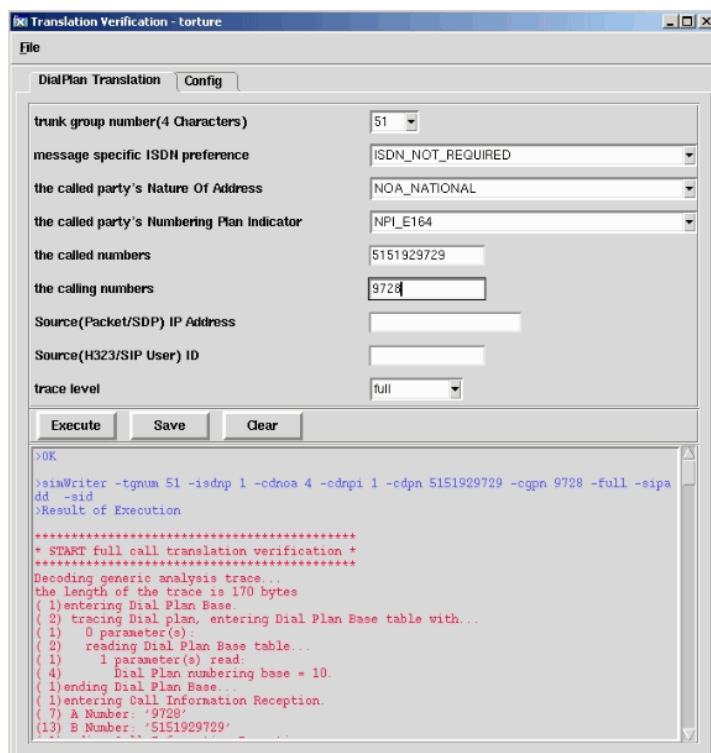 Translation Verification - torture
File
DialPlan Translation Config
trunk group number(4 Characters) 51
message specific ISDN preference ISDN_NOT_REQUIRED
the called party's Nature Of Address NOA_NATIONAL
the called party's Numbering Plan Indicator NPI_E164
the called numbers 5151929729
the calling numbers 9728
Source(Packet/SDP) IP Address
Source(H323/SIP User) ID
trace level full
Execute Save Clear
>OK
>simWriter -tgnum 51 -isdnp 1 -cdnoa 4 -cdnpi 1 -cdpn 5151929729 -cgpn 9728 -full -sipa
dd -sid
>Result of Execution
*******************************************
* START full call translation verification *
*******************************************
Decoding generic analysis trace...
the length of the trace is 170 bytes
( 1)entering Dial Plan Base.
( 2) tracing Dial plan, entering Dial Plan Base table with...
( 1) 0 parameter(s):
( 2) reading Dial Plan Base table...
( 1) 1 parameter(s) read:
( 4) Dial Plan numbering base = 10.
( 1)ending Dial Plan Base...
( 1)entering Call Information Reception.
( 7) A Number: '9728'
(13) B Number: '5151929729'